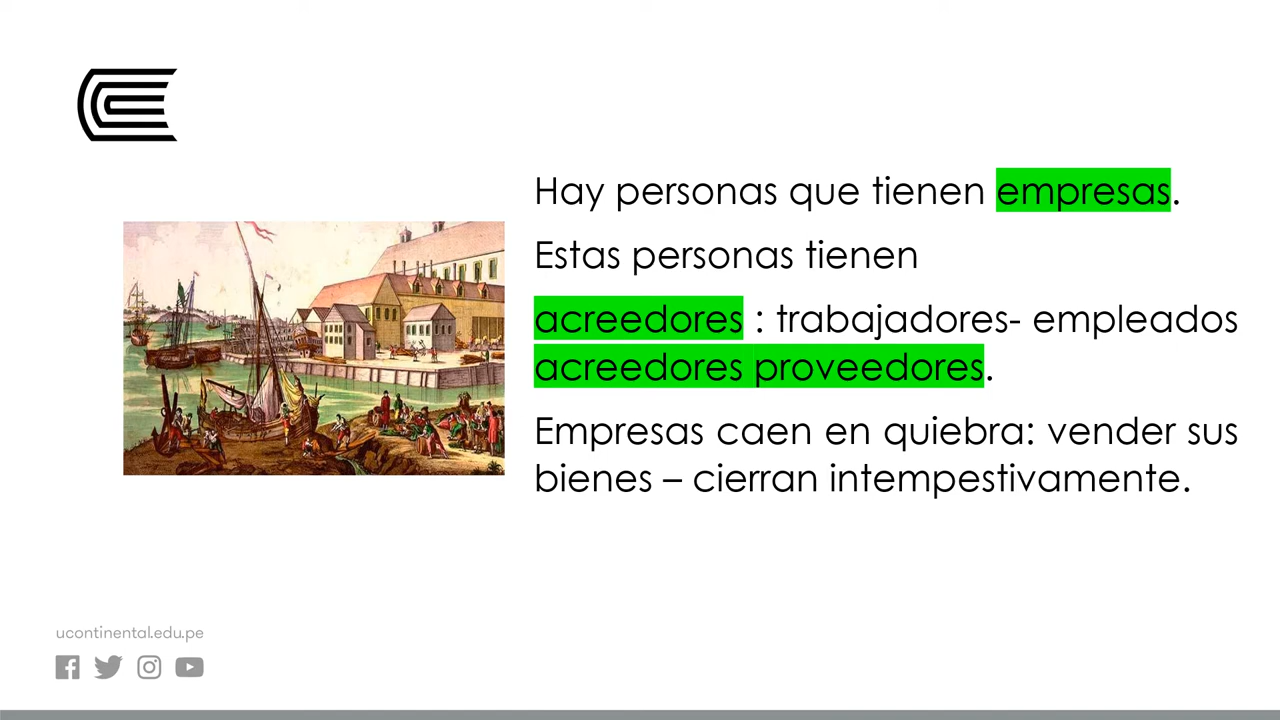 Hay personas que tienen empresas.
Estas personas tienen
acreedores : trabajadores- empleados
acreedores proveedores.
Empresas caen en quiebra: vender sus
bienes – cierran intempestivamente.
ucontinental.edu.pe